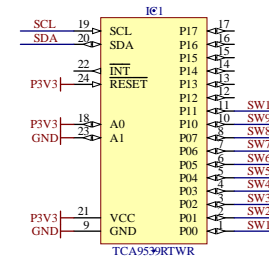 IC1
SCL 19 SCL P17 17
SDA 20 SDA P16 16
P15 15
22 INT P14 14
P3V3 24 RESET P13 13
P12 12
P11 11 SW1
P3V3 18 A0 P10 10 SW9
GND 23 A1 P07 8 SW8
P06 7 SW7
P05 6 SW6
P04 5 SW5
P03 4 SW4
P02 3 SW3
P3V3 21 VCC P01 2 SW2
GND 9 GND P00 1 SW1
TCA9539RTWR